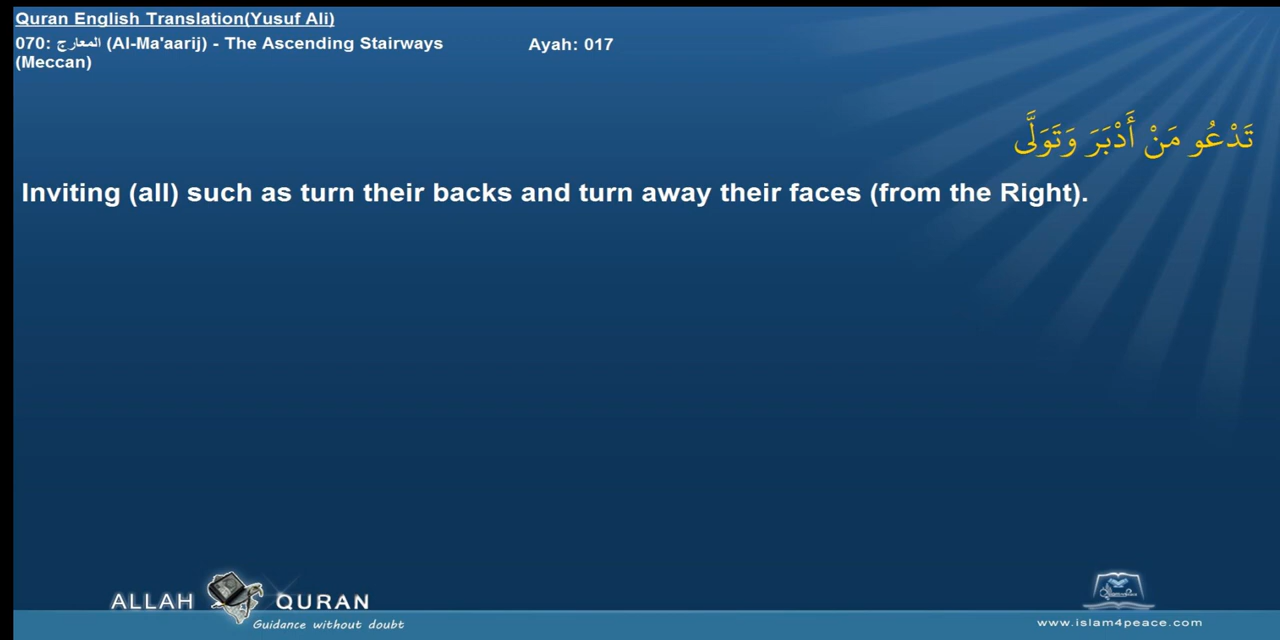 Quran English Translation(Yusuf Ali)
070: المعارج (Al-Ma'aarij) - The Ascending Stairways
(Meccan)
Ayah: 017
تَدْعُو مَنْ أَدْبَرَ وَتَوَلَّى
Inviting (all) such as turn their backs and turn away their faces (from the Right).
ALLAH QURAN
Guidance without doubt
www.islam4peace.com